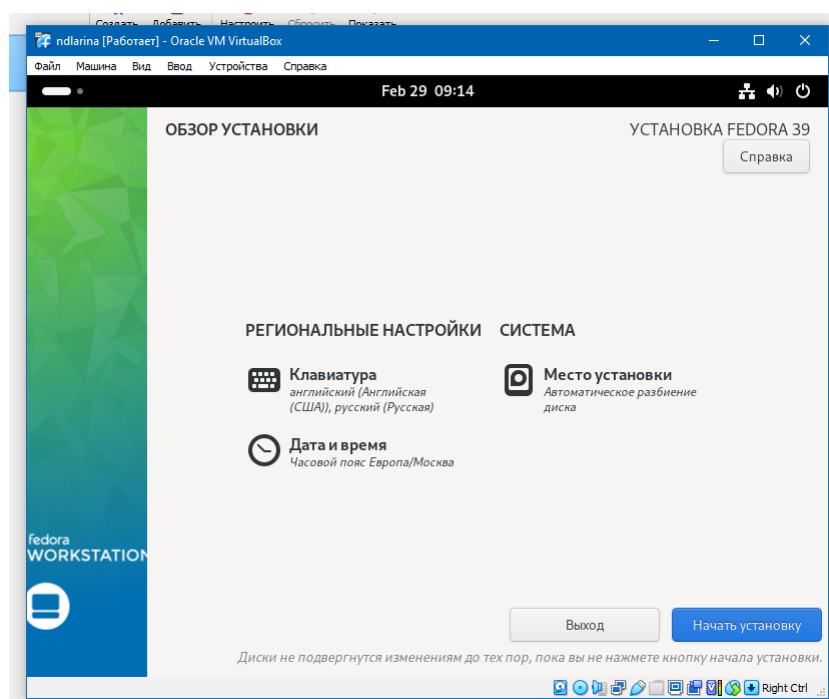 Создать Добавить Настроить Сбросить Показать
ndlarina [Работает] - Oracle VM VirtualBox
Файл Машина Вид Ввод Устройства Справка
Feb 29 09:14
ОБЗОР УСТАНОВКИ
УСТАНОВКА FEDORA 39
Справка
РЕГИОНАЛЬНЫЕ НАСТРОЙКИ
Клавиатура
английский (Английская
(США)), русский (Русская)
Дата и время
Часовой пояс Европа/Москва
СИСТЕМА
Место установки
Автоматическое разбиение
диска
fedora
WORKSTATION
Выход
Начать установку
Диски не подвергнутся изменениям до тех пор, пока вы не нажмете кнопку начала установки.
Right Ctrl